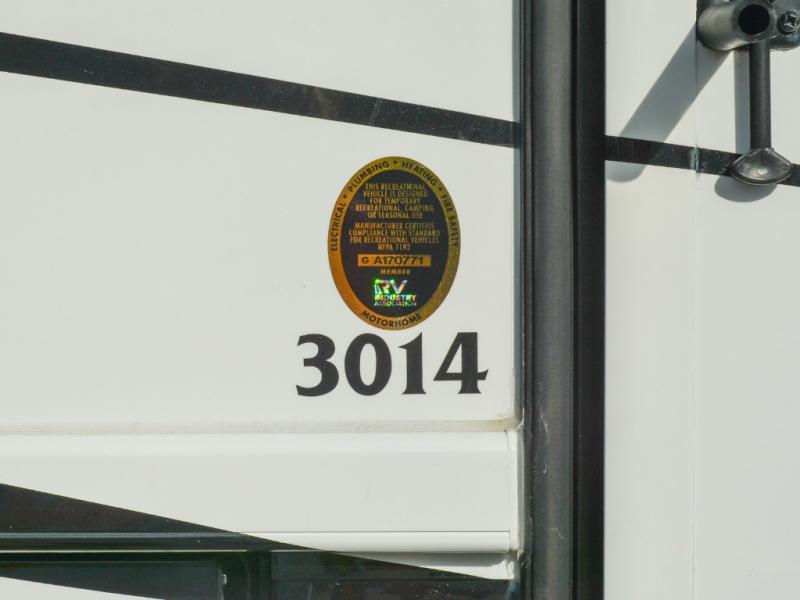 ELECTRICAL • PLUMBING • HEATING • FIRE SAFETY
THIS RECREATIONAL
VEHICLE IS DESIGNED
FOR TEMPORARY
RECREATIONAL, CAMPING,
OR SEASONAL USE
MANUFACTURER CERTIFIES
COMPLIANCE WITH STANDARD
FOR RECREATIONAL VEHICLES
NFPA 1192
G A170771
MEMBER
RV
INDUSTRY
ASSOCIATION
MOTORHOME
3014